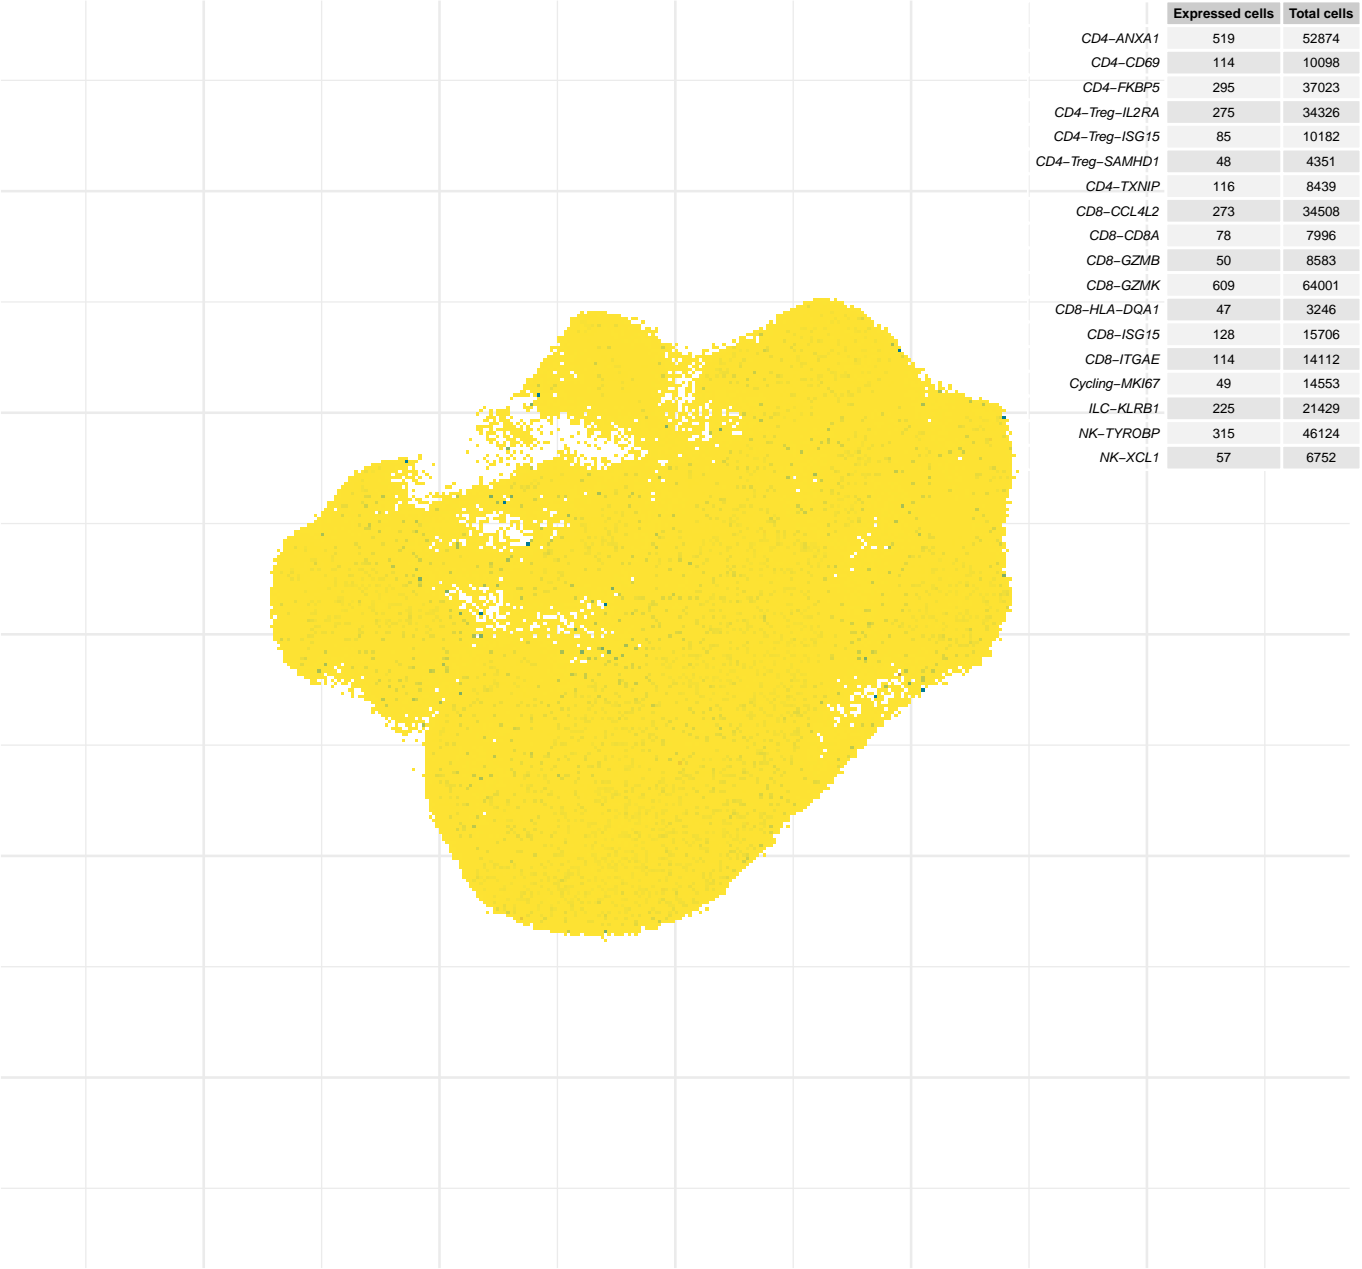 Expressed cells Total cells
CD4−ANXA1 519 52874
CD4−CD69 114 10098
CD4−FKBP5 295 37023
CD4−Treg−IL2RA 275 34326
CD4−Treg−ISG15 85 10182
CD4−Treg−SAMHD1 48 4351
CD4−TXNIP 116 8439
CD8−CCL4L2 273 34508
CD8−CD8A 78 7996
CD8−GZMB 50 8583
CD8−GZMK 609 64001
CD8−HLA−DQA1 47 3246
CD8−ISG15 128 15706
CD8−ITGAE 114 14112
Cycling−MKI67 49 14553
ILC−KLRB1 225 21429
NK−TYROBP 315 46124
NK−XCL1 57 6752